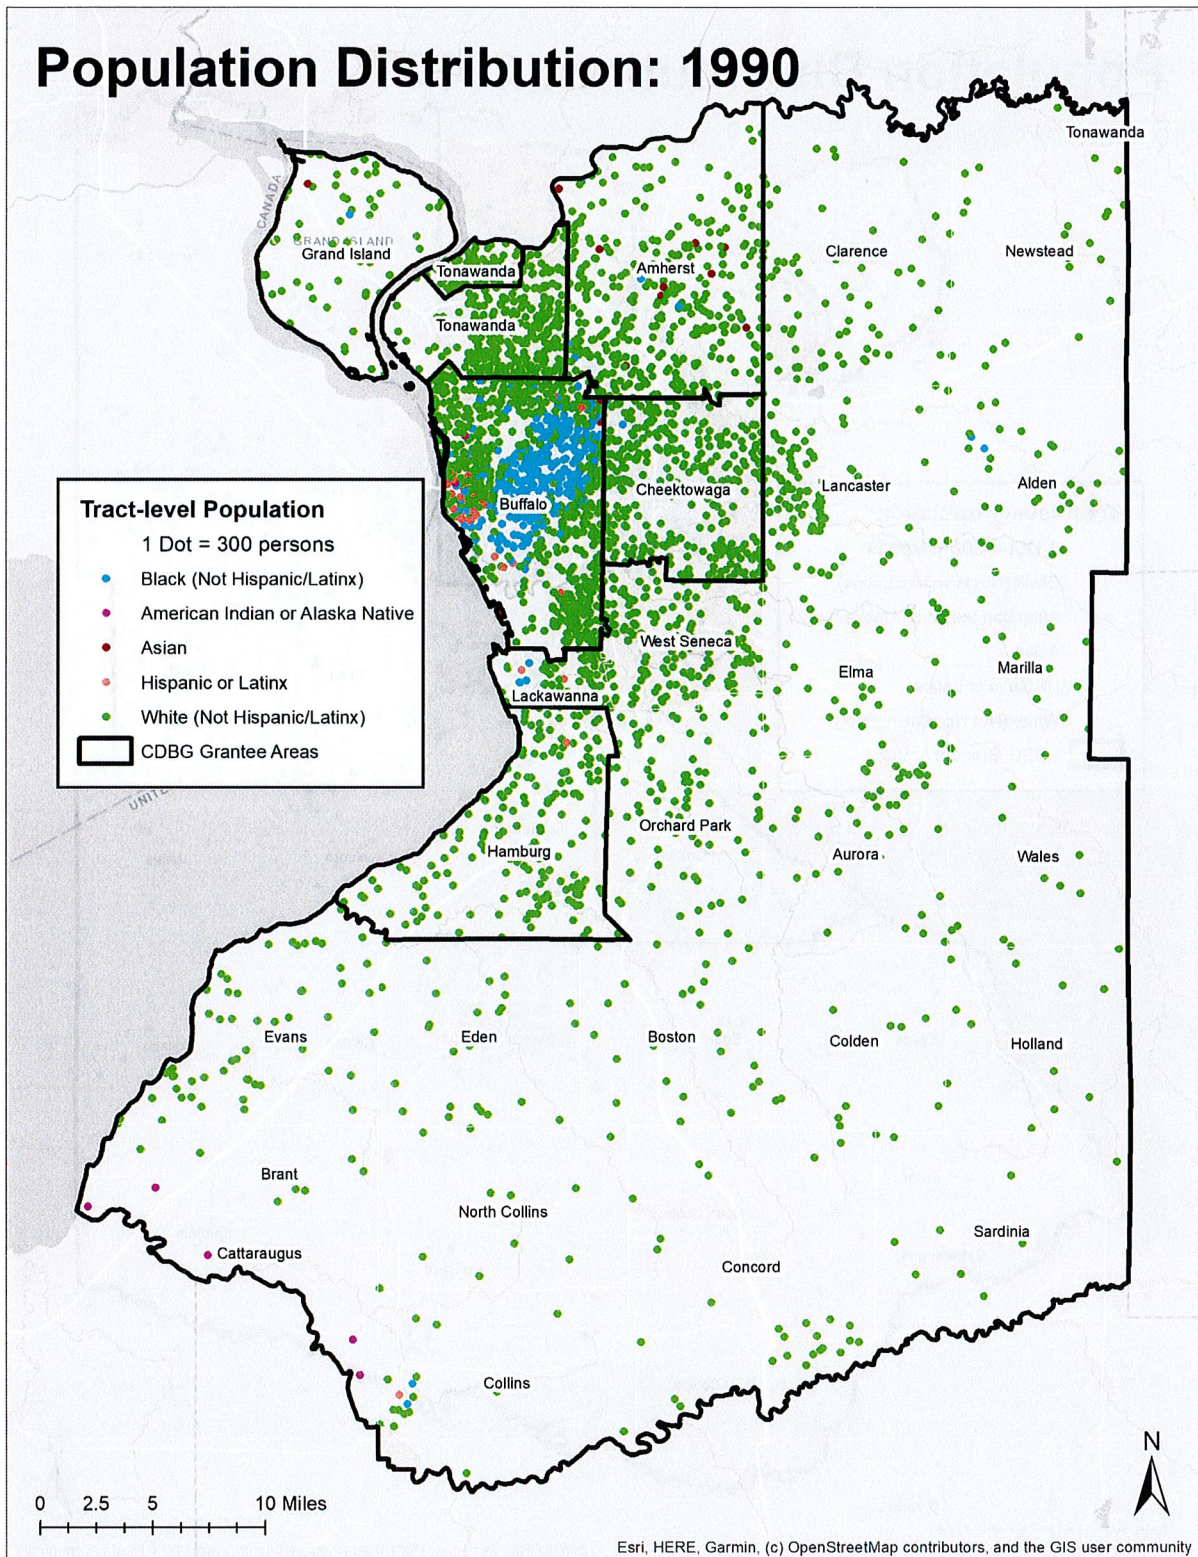 Population Distribution: 1990
Tonawanda
CANADA
GRAND ISLAND
Grand Island
Tonawanda
Amherst
Clarence
Newstead
Tonawanda
Tract-level Population
1 Dot = 300 persons
Black (Not Hispanic/Latinx)
American Indian or Alaska Native
Asian
Hispanic or Latinx
White (Not Hispanic/Latinx)
CDBG Grantee Areas
Buffalo
Cheektowaga
Lancaster
Alden
West Seneca
Elma
Marilla
Lackawanna
Orchard Park
Hamburg
Aurora
Wales
Evans
Eden
Boston
Colden
Holland
Brant
North Collins
Sardinia
Cattaraugus
Concord
Collins
N
0 2.5 5 10 Miles
Esri, HERE, Garmin, (c) OpenStreetMap contributors, and the GIS user community